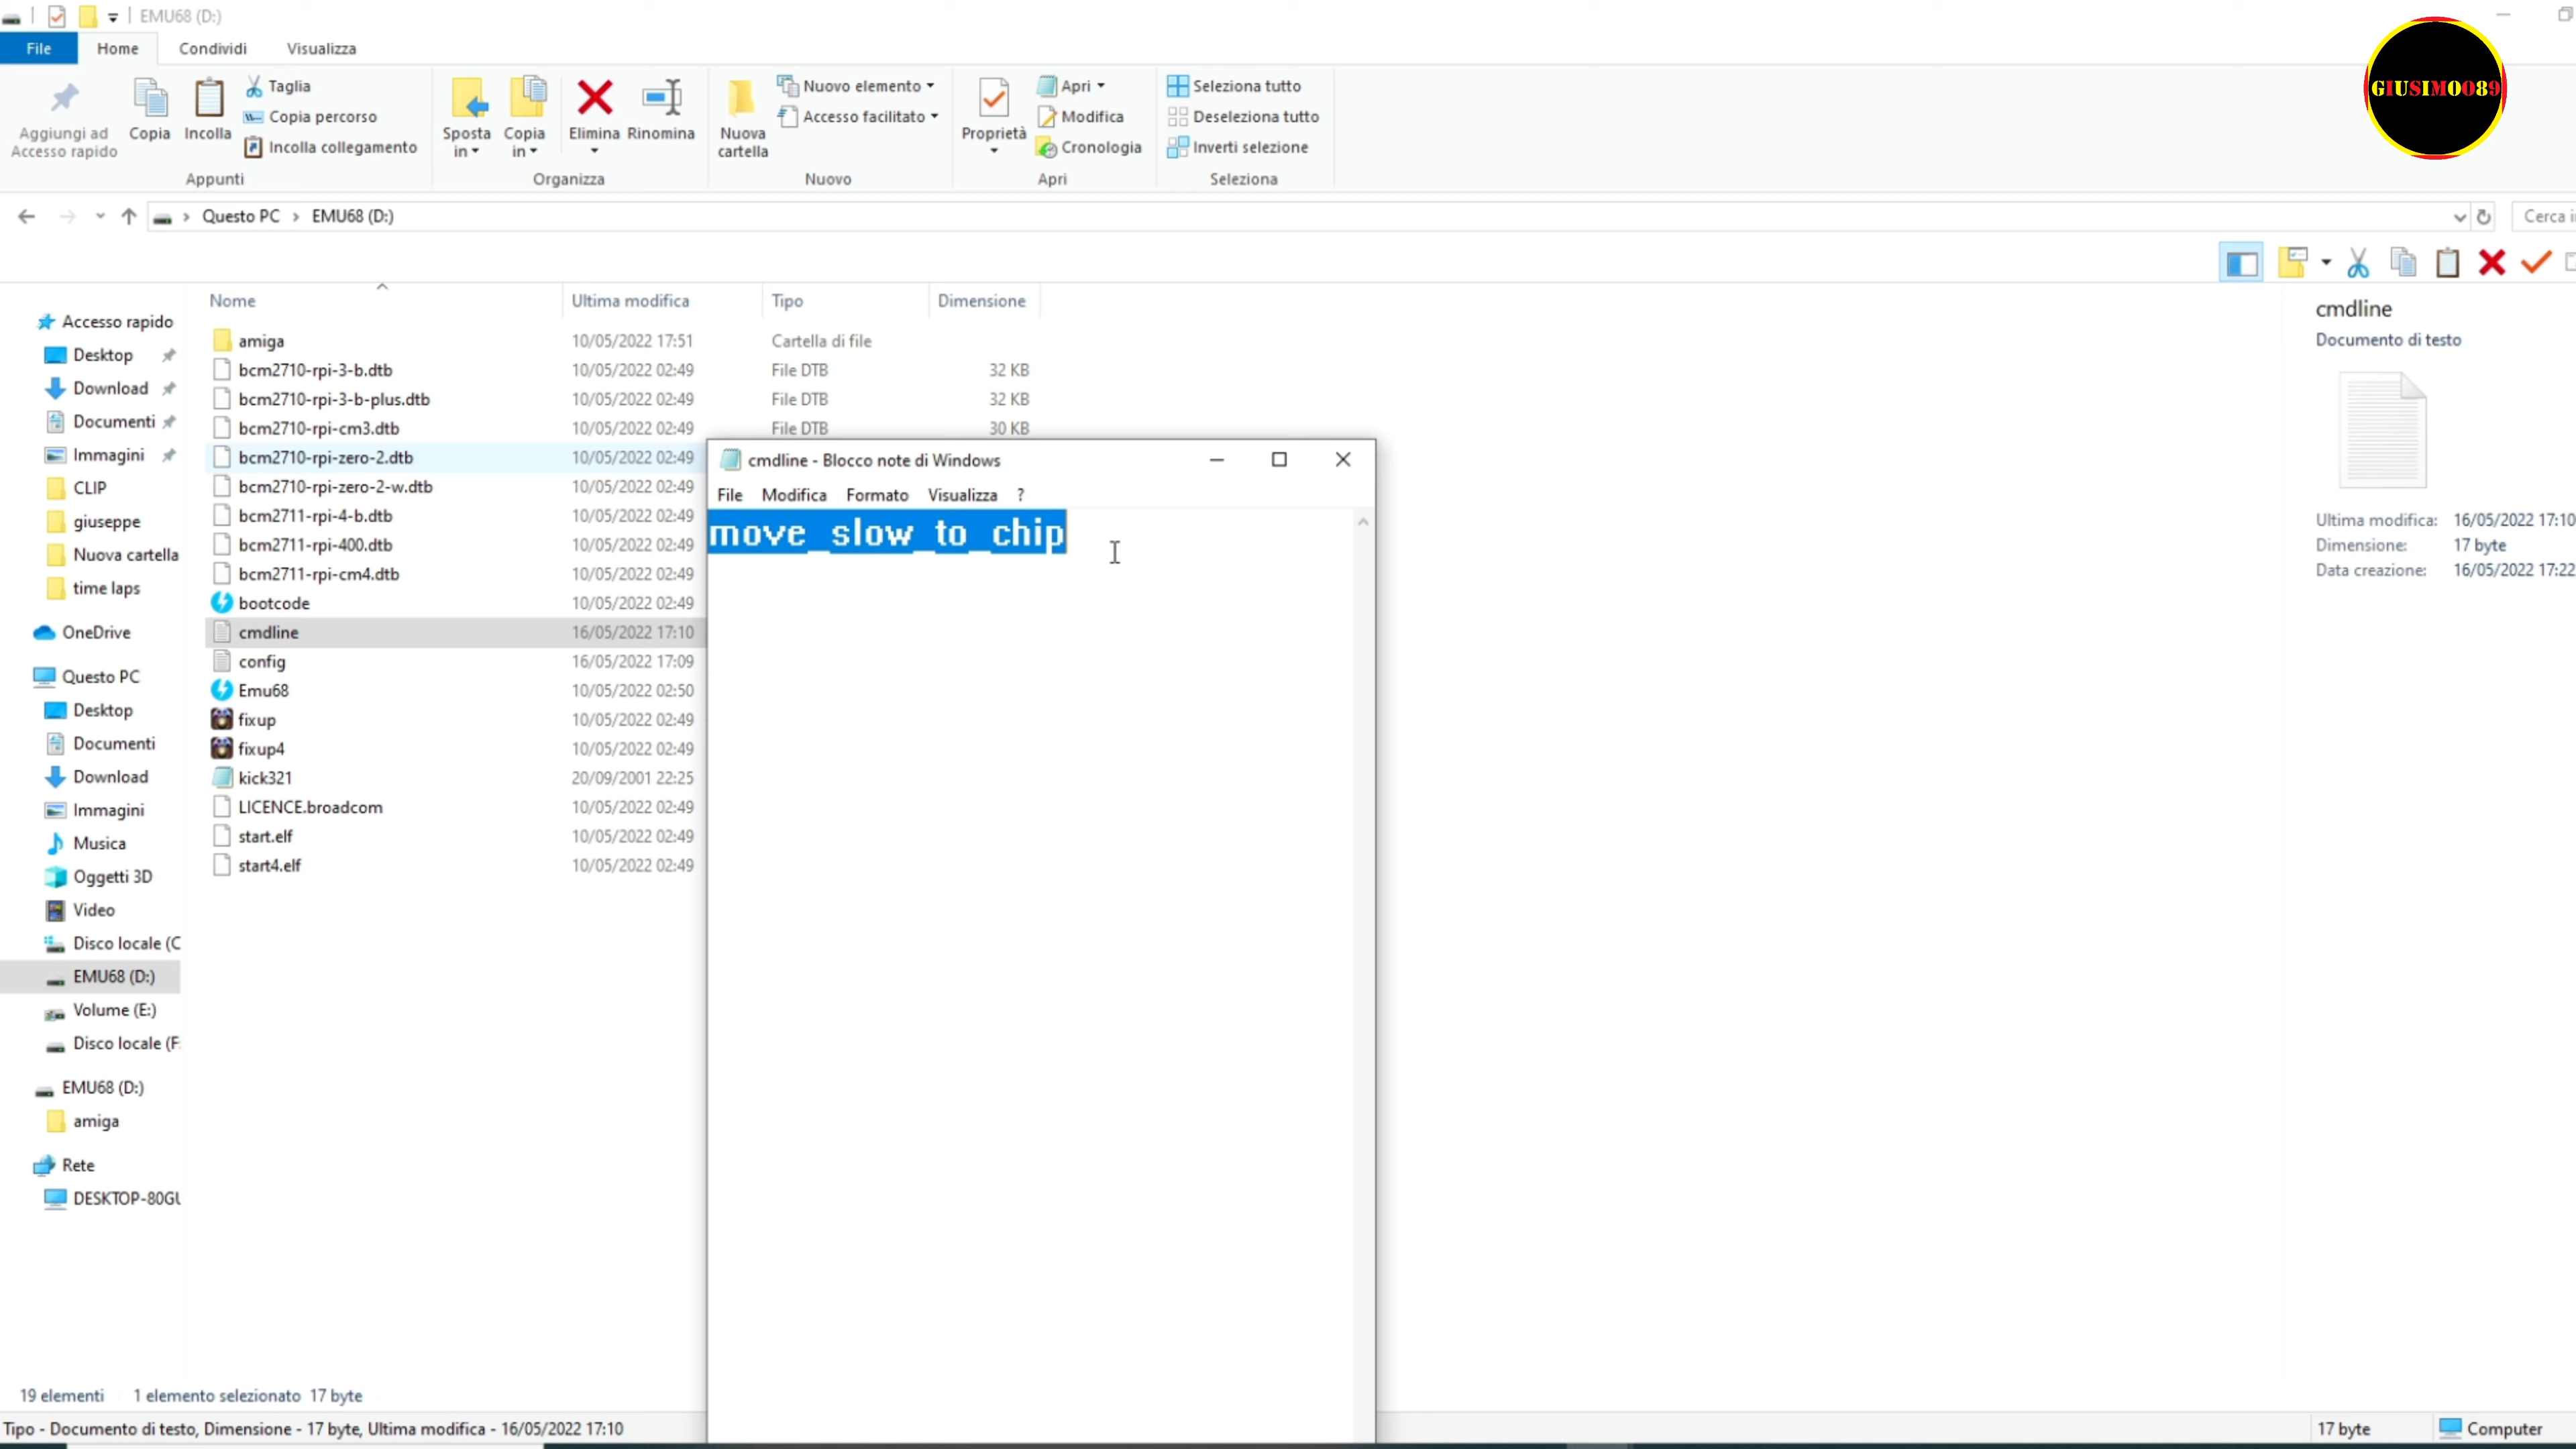 EMU68 (D:)
File Home Condividi Visualizza
Aggiungi ad Accesso rapido
Copia
Incolla
Taglia
Copia percorso
Incolla collegamento
Appunti
Sposta in
Copia in
Elimina
Rinomina
Organizza
Nuova cartella
Nuovo elemento
Accesso facilitato
Nuovo
Proprietà
Apri
Modifica
Cronologia
Apri
Seleziona tutto
Deseleziona tutto
Inverti selezione
Seleziona
GIUSIMO089
Questo PC > EMU68 (D:)
Cerca
Nome Ultima modifica Tipo Dimensione
amiga 10/05/2022 17:51 Cartella di file
bcm2710-rpi-3-b.dtb 10/05/2022 02:49 File DTB 32 KB
bcm2710-rpi-3-b-plus.dtb 10/05/2022 02:49 File DTB 32 KB
bcm2710-rpi-cm3.dtb 10/05/2022 02:49 File DTB 30 KB
bcm2710-rpi-zero-2.dtb 10/05/2022 02:49
bcm2710-rpi-zero-2-w.dtb 10/05/2022 02:49
bcm2711-rpi-4-b.dtb 10/05/2022 02:49
bcm2711-rpi-400.dtb 10/05/2022 02:49
bcm2711-rpi-cm4.dtb 10/05/2022 02:49
bootcode 10/05/2022 02:49
cmdline 16/05/2022 17:10
config 16/05/2022 17:09
Emu68 10/05/2022 02:50
fixup 10/05/2022 02:49
fixup4 10/05/2022 02:49
kick321 20/09/2001 22:25
LICENCE.broadcom 10/05/2022 02:49
start.elf 10/05/2022 02:49
start4.elf 10/05/2022 02:49
Accesso rapido
Desktop
Download
Documenti
Immagini
CLIP
giuseppe
Nuova cartella
time laps
OneDrive
Questo PC
Desktop
Documenti
Download
Immagini
Musica
Oggetti 3D
Video
Disco locale (C
EMU68 (D:)
Volume (E:)
Disco locale (F:
EMU68 (D:)
amiga
Rete
DESKTOP-80GU
cmdline - Blocco note di Windows
File Modifica Formato Visualizza ?
move_slow_to_chip
cmdline
Documento di testo
Ultima modifica: 16/05/2022 17:10
Dimensione: 17 byte
Data creazione: 16/05/2022 17:22
19 elementi 1 elemento selezionato 17 byte
Tipo - Documento di testo, Dimensione - 17 byte, Ultima modifica - 16/05/2022 17:10
17 byte Computer